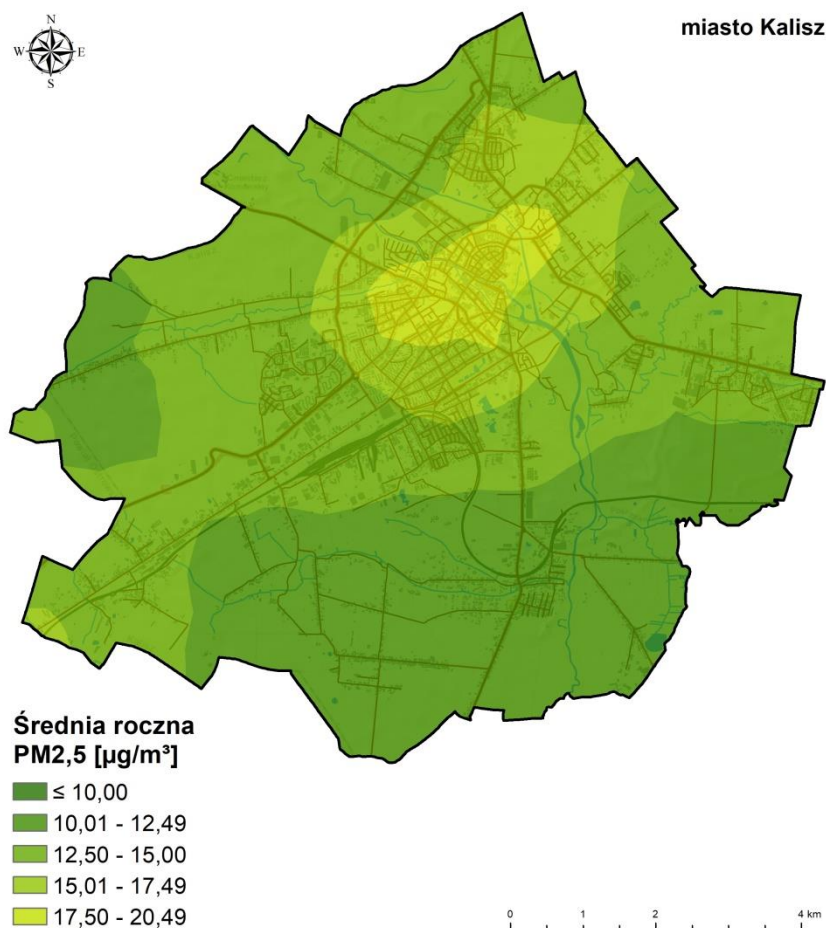 N
W E
S
miasto Kalisz
Średnia roczna
PM2,5 [µg/m³]
≤ 10,00
10,01 - 12,49
12,50 - 15,00
15,01 - 17,49
17,50 - 20,49
0 1 2 4 km